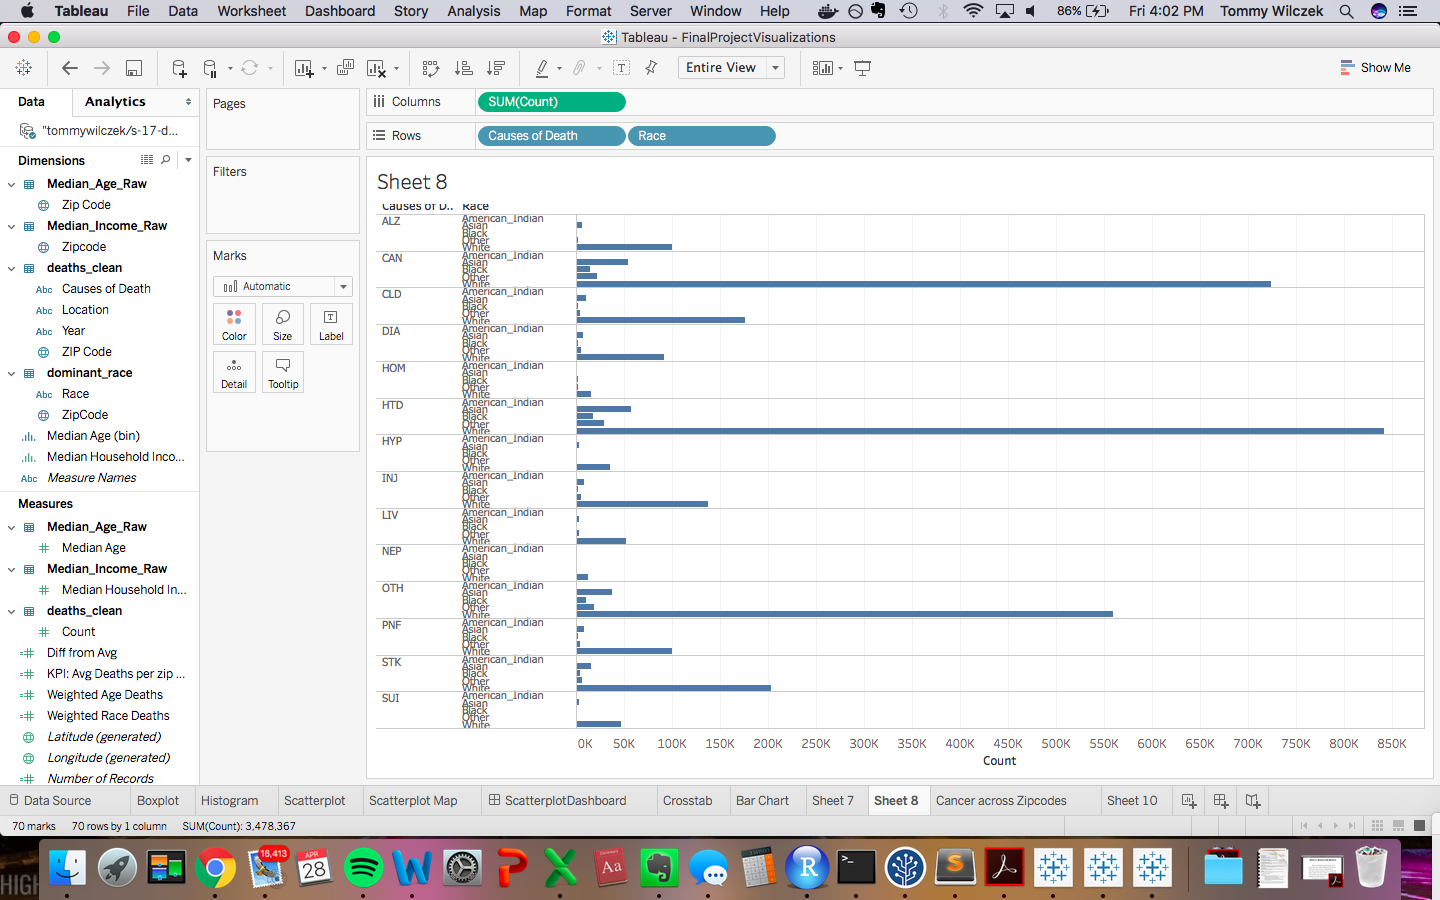 Tableau File Data Worksheet Dashboard Story Analysis Map Format Server Window Help 86% Fri 4:02 PM Tommy Wilczek
Tableau - FinalProjectVisualizations
Entire View
Show Me
Data Analytics
"tommywilczek/s-17-d...
Dimensions
Median_Age_Raw
Zip Code
Median_Income_Raw
Zipcode
deaths_clean
Abc Causes of Death
Abc Location
Abc Year
ZIP Code
dominant_race
Abc Race
ZipCode
Median Age (bin)
Median Household Inco...
Abc Measure Names
Measures
Median_Age_Raw
# Median Age
Median_Income_Raw
# Median Household In...
deaths_clean
# Count
=# Diff from Avg
=# KPI: Avg Deaths per zip ...
=# Weighted Age Deaths
=# Weighted Race Deaths
Latitude (generated)
Longitude (generated)
=# Number of Records
Pages
Filters
Marks
Automatic
Color Size Label
Detail Tooltip
Columns SUM(Count)
Rows Causes of Death Race
Sheet 8
Causes of D.. Race
ALZ American_Indian
Asian
Black
Other
White
CAN American_Indian
Asian
Black
Other
White
CLD American_Indian
Asian
Black
Other
White
DIA American_Indian
Asian
Black
Other
White
HOM American_Indian
Asian
Black
Other
White
HTD American_Indian
Asian
Black
Other
White
HYP American_Indian
Asian
Black
Other
White
INJ American_Indian
Asian
Black
Other
White
LIV American_Indian
Asian
Black
Other
White
NEP American_Indian
Asian
Black
Other
White
OTH American_Indian
Asian
Black
Other
White
PNF American_Indian
Asian
Black
Other
White
STK American_Indian
Asian
Black
Other
White
SUI American_Indian
Asian
Black
Other
White
0K 50K 100K 150K 200K 250K 300K 350K 400K 450K 500K 550K 600K 650K 700K 750K 800K 850K
Count
Data Source Boxplot Histogram Scatterplot Scatterplot Map ScatterplotDashboard Crosstab Bar Chart Sheet 7 Sheet 8 Cancer across Zipcodes Sheet 10
70 marks 70 rows by 1 column SUM(Count): 3,478,367
16,413
APR
28
Aa
HIGH